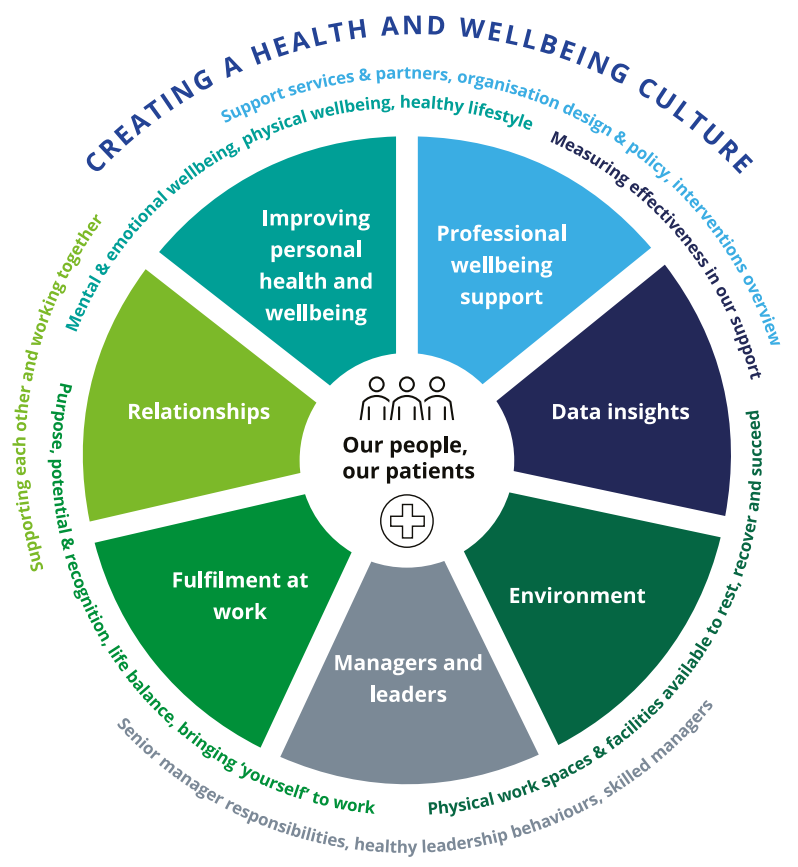 CREATING A HEALTH AND WELLBEING CULTURE
Support services & partners, organisation design & policy, interventions overview
Mental & emotional wellbeing, physical wellbeing, healthy lifestyle
Measuring effectiveness in our support
Improving
personal
health and
wellbeing
Professional
wellbeing
support
Supporting each other and working together
Relationships
Data insights
Our people,
our patients
Purpose, potential & recognition, life balance, bringing ‘yourself’ to work
Fulfilment at
work
Environment
Physical work spaces & facilities available to rest, recover and succeed
Managers and
leaders
Senior manager responsibilities, healthy leadership behaviours, skilled managers